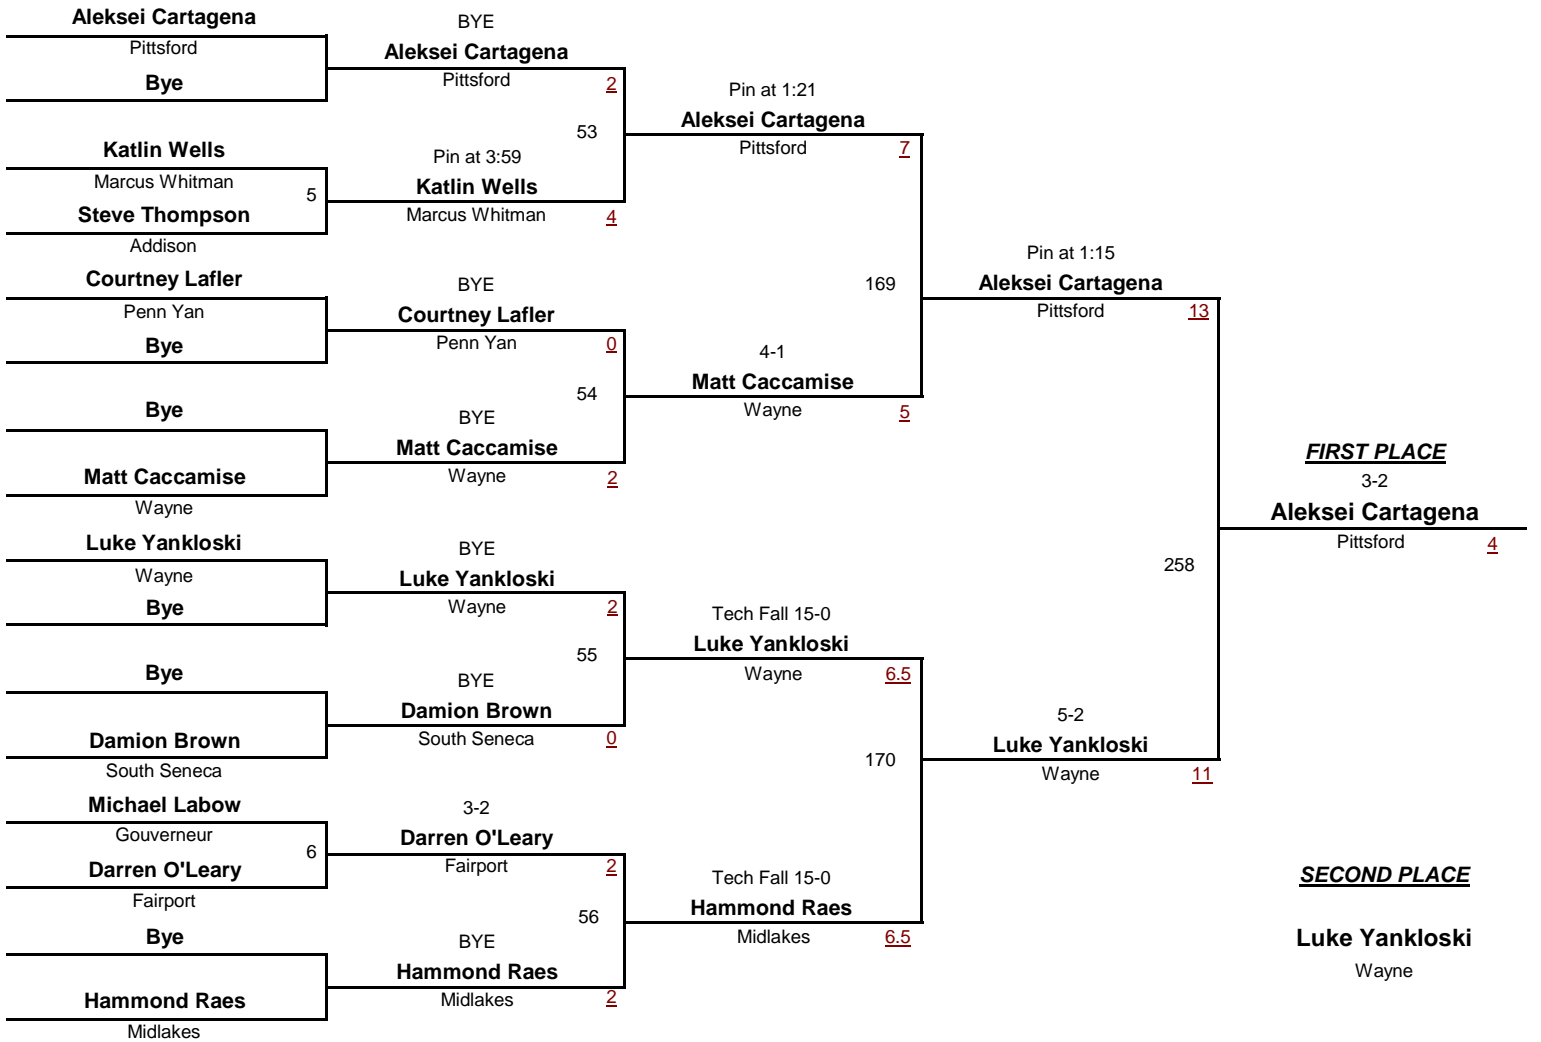 Aleksei Cartagena
Pittsford
Bye
Katlin Wells
Marcus Whitman
5
Steve Thompson
Addison
Courtney Lafler
Penn Yan
Bye
Bye
Matt Caccamise
Wayne
Luke Yankloski
Wayne
Bye
Bye
Damion Brown
South Seneca
Michael Labow
Gouverneur
6
Darren O'Leary
Fairport
Bye
Hammond Raes
Midlakes
BYE
Aleksei Cartagena
Pittsford
2
53
Pin at 3:59
Katlin Wells
Marcus Whitman
4
BYE
Courtney Lafler
Penn Yan
0
54
BYE
Matt Caccamise
Wayne
2
BYE
Luke Yankloski
Wayne
2
55
BYE
Damion Brown
South Seneca
0
3-2
Darren O'Leary
Fairport
2
56
BYE
Hammond Raes
Midlakes
2
Pin at 1:21
Aleksei Cartagena
Pittsford
7
169
4-1
Matt Caccamise
Wayne
5
Tech Fall 15-0
Luke Yankloski
Wayne
6.5
170
Tech Fall 15-0
Hammond Raes
Midlakes
6.5
Pin at 1:15
Aleksei Cartagena
Pittsford
13
258
5-2
Luke Yankloski
Wayne
11
FIRST PLACE
3-2
Aleksei Cartagena
Pittsford
4
SECOND PLACE
Luke Yankloski
Wayne